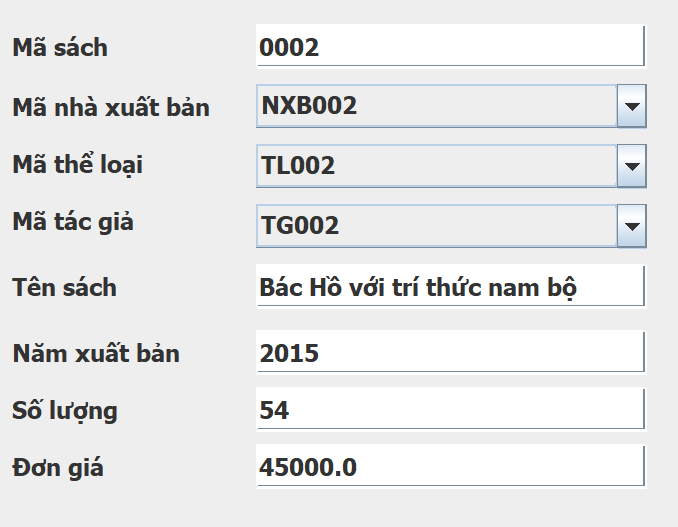 Mã sách 0002
Mã nhà xuất bản NXB002
Mã thể loại TL002
Mã tác giả TG002
Tên sách Bác Hồ với trí thức nam bộ
Năm xuất bản 2015
Số lượng 54
Đơn giá 45000.0